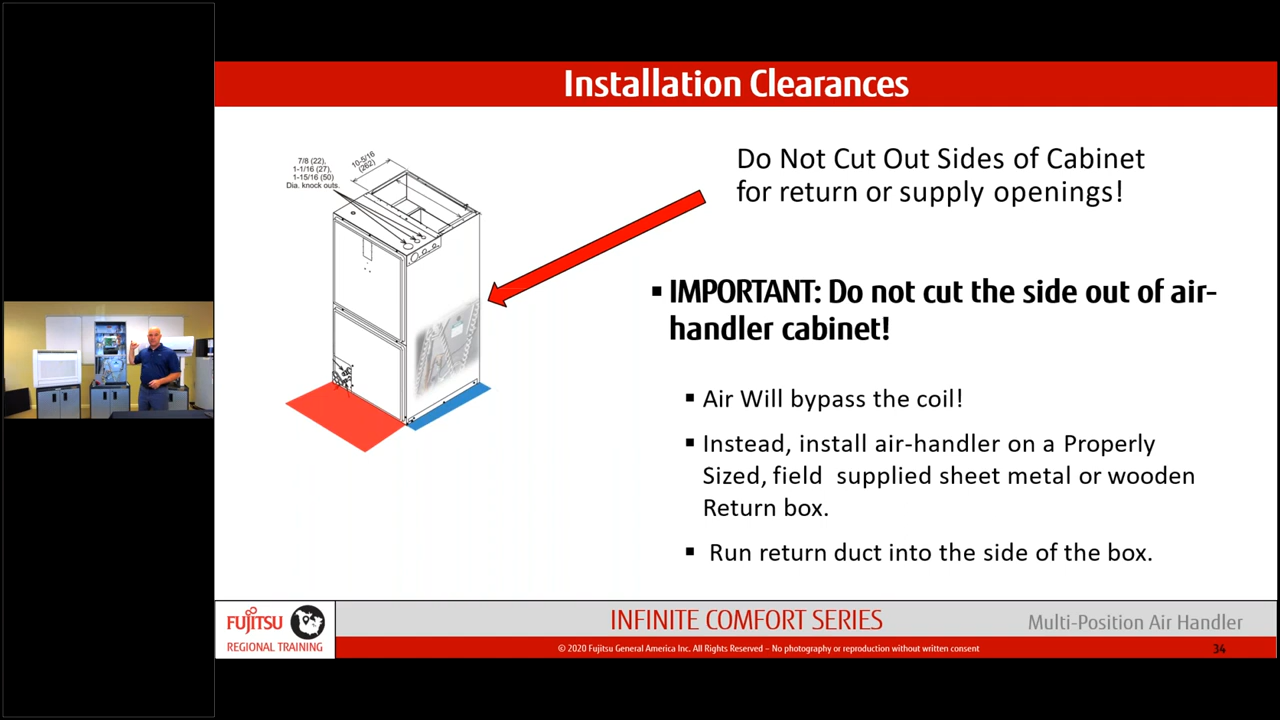 Installation Clearances
7/8 (22),
1-1/16 (27),
1-15/16 (50)
Dia. knock outs.
10-5/16
(262)
Do Not Cut Out Sides of Cabinet
for return or supply openings!
▪ IMPORTANT: Do not cut the side out of air-
handler cabinet!
▪ Air Will bypass the coil!
▪ Instead, install air-handler on a Properly
Sized, field supplied sheet metal or wooden
Return box.
▪ Run return duct into the side of the box.
FUJITSU
REGIONAL TRAINING
INFINITE COMFORT SERIES
Multi-Position Air Handler
© 2020 Fujitsu General America Inc. All Rights Reserved – No photography or reproduction without written consent
34